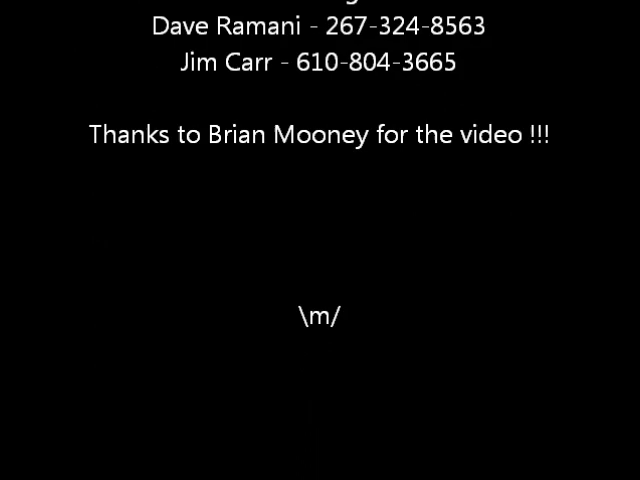 Dave Ramani - 267-324-8563
Jim Carr - 610-804-3665
Thanks to Brian Mooney for the video !!!
\m/